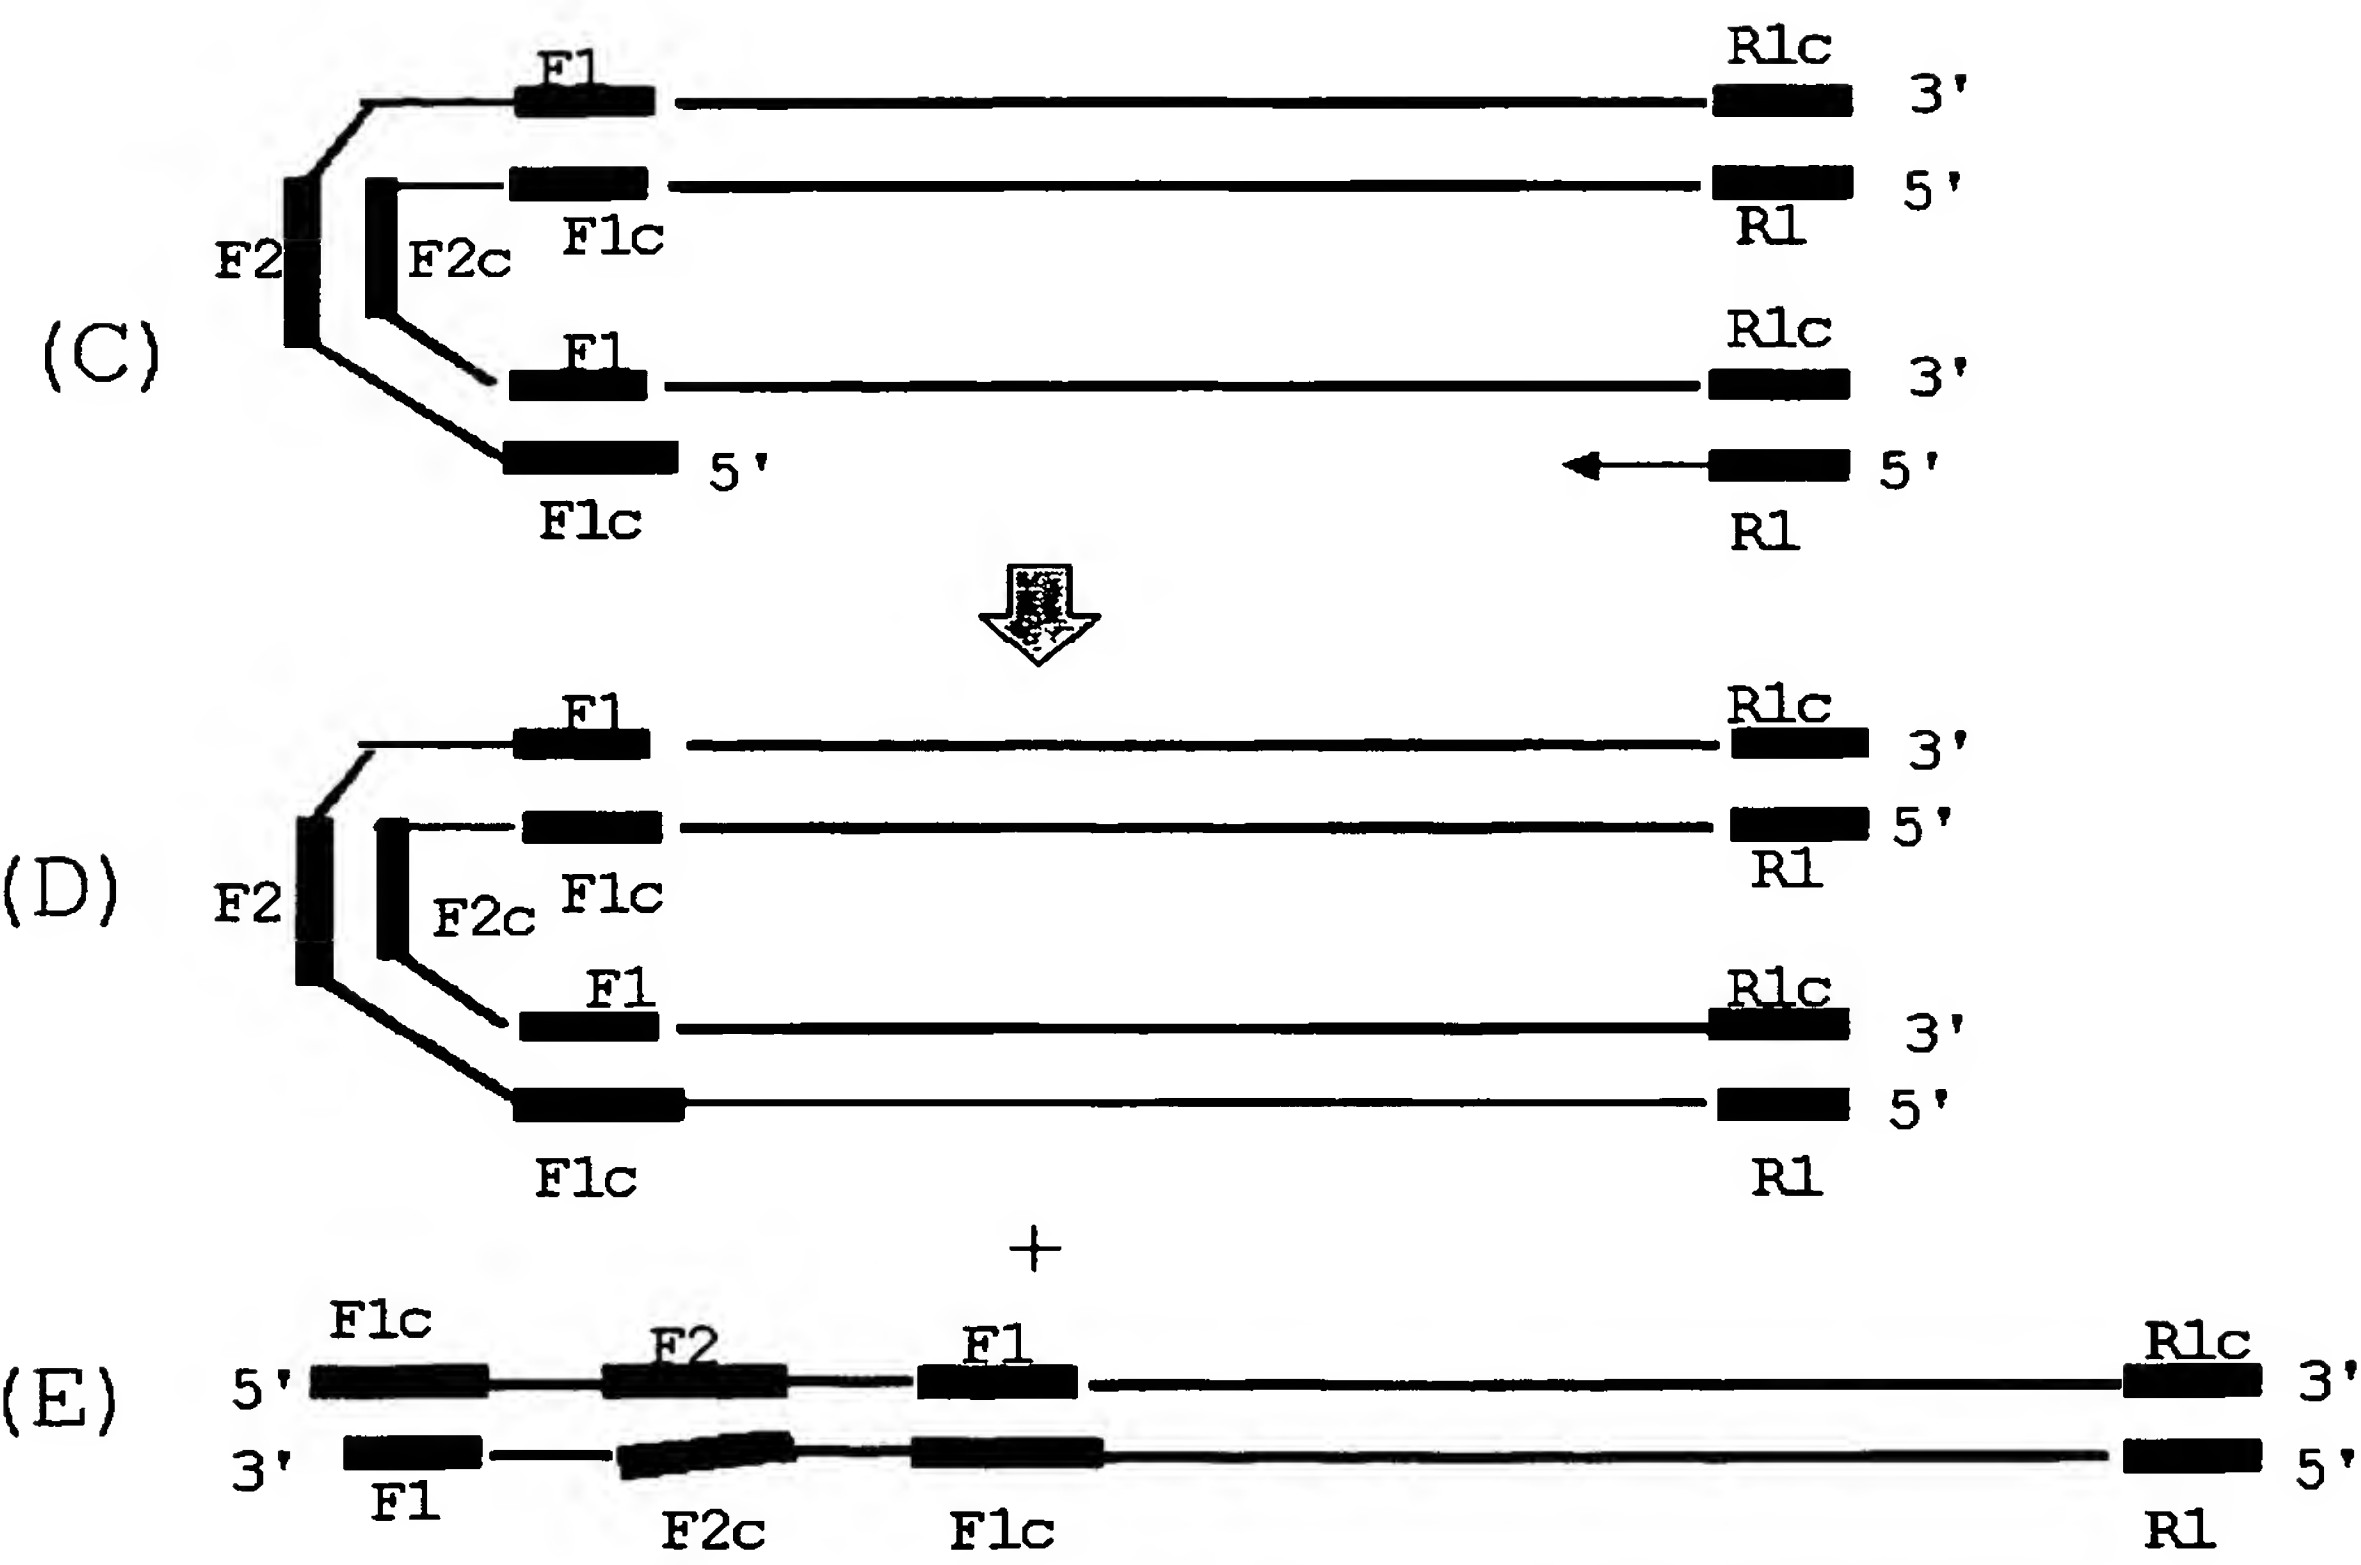 F1 R1c
3'
F1c R1 5'
F2 F2c
(C)
F1 R1c
3'
5' 5'
F1c R1
F1 R1c
3'
5'
F1c R1
(D) F2 F2c
F1 R1c
3'
5'
F1c R1
+
F1c F2 F1 R1c
5' 3'
(E)
3' 5'
F1 F2c F1c R1